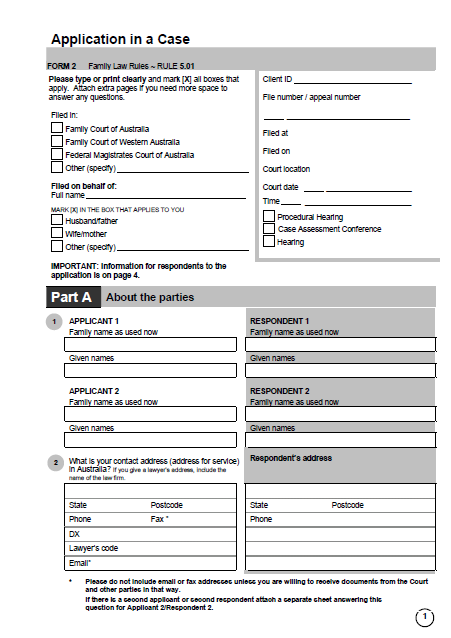 Application in a Case
FORM 2 Family Law Rules ~ RULE 5.01
Please type or print clearly and mark [X] all boxes that
apply. Attach extra pages if you need more space to
answer any questions.
Filed in:
Family Court of Australia
Family Court of Western Australia
Federal Magistrates Court of Australia
Other (specify)
Filed on behalf of:
Full name
MARK [X] IN THE BOX THAT APPLIES TO YOU
Husband/father
Wife/mother
Other (specify)
IMPORTANT: Information for respondents to the
application is on page 4.
Client ID
File number / appeal number
Filed at
Filed on
Court location
Court date
Time
Procedural Hearing
Case Assessment Conference
Hearing
Part A About the parties
1 APPLICANT 1
Family name as used now
Given names
RESPONDENT 1
Family name as used now
Given names
APPLICANT 2
Family name as used now
Given names
RESPONDENT 2
Family name as used now
Given names
2 What is your contact address (address for service)
in Australia? If you give a lawyer's address, include the
name of the law firm.
State Postcode
Phone Fax *
DX
Lawyer's code
Email*
Respondent's address
State Postcode
Phone
* Please do not include email or fax addresses unless you are willing to receive documents from the Court
and other parties in that way.
If there is a second applicant or second respondent attach a separate sheet answering this
question for Applicant 2/Respondent 2.
1